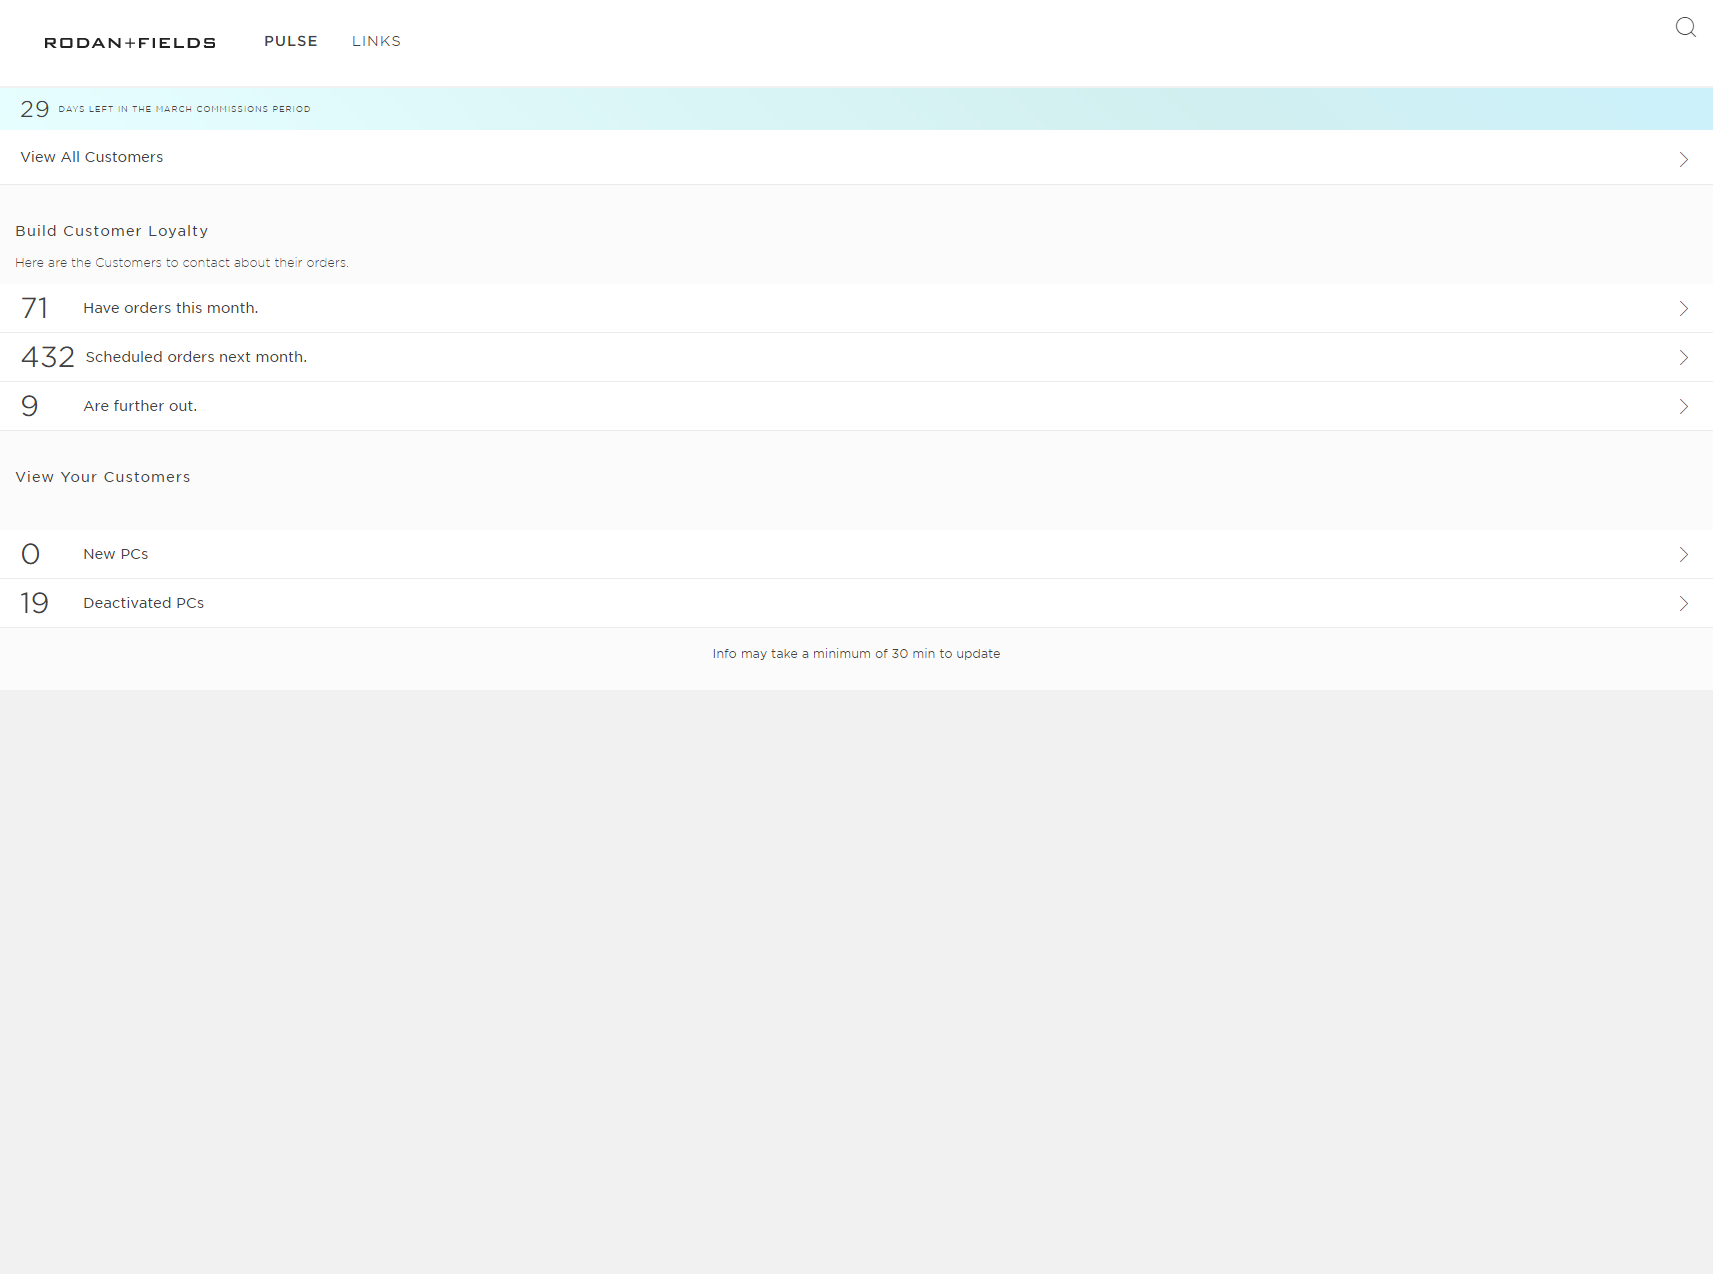 RODAN+FIELDS PULSE LINKS
29 DAYS LEFT IN THE MARCH COMMISSIONS PERIOD
View All Customers
Build Customer Loyalty
Here are the Customers to contact about their orders.
71 Have orders this month.
432 Scheduled orders next month.
9 Are further out.
View Your Customers
0 New PCs
19 Deactivated PCs
Info may take a minimum of 30 min to update